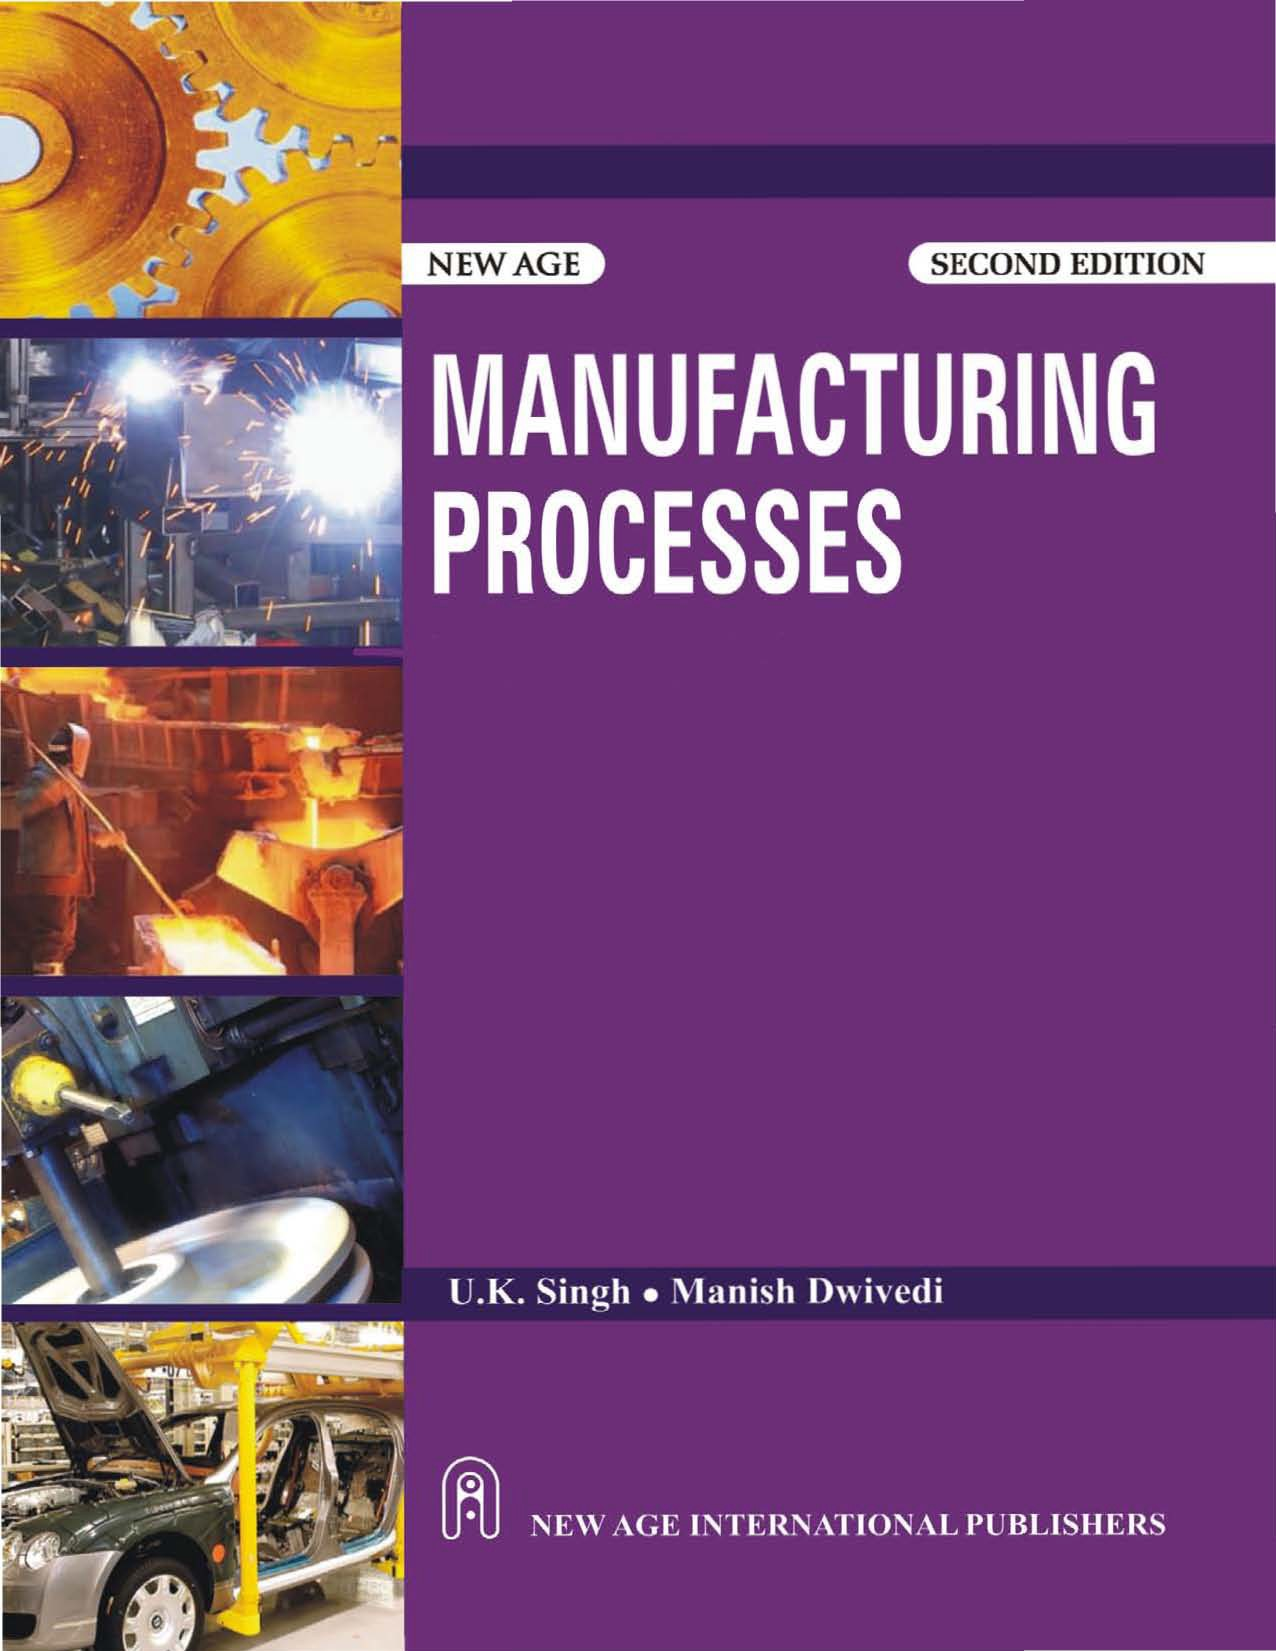 NEW AGE
SECOND EDITION
MANUFACTURING
PROCESSES
U.K. Singh • Manish Dwivedi
NEW AGE INTERNATIONAL PUBLISHERS